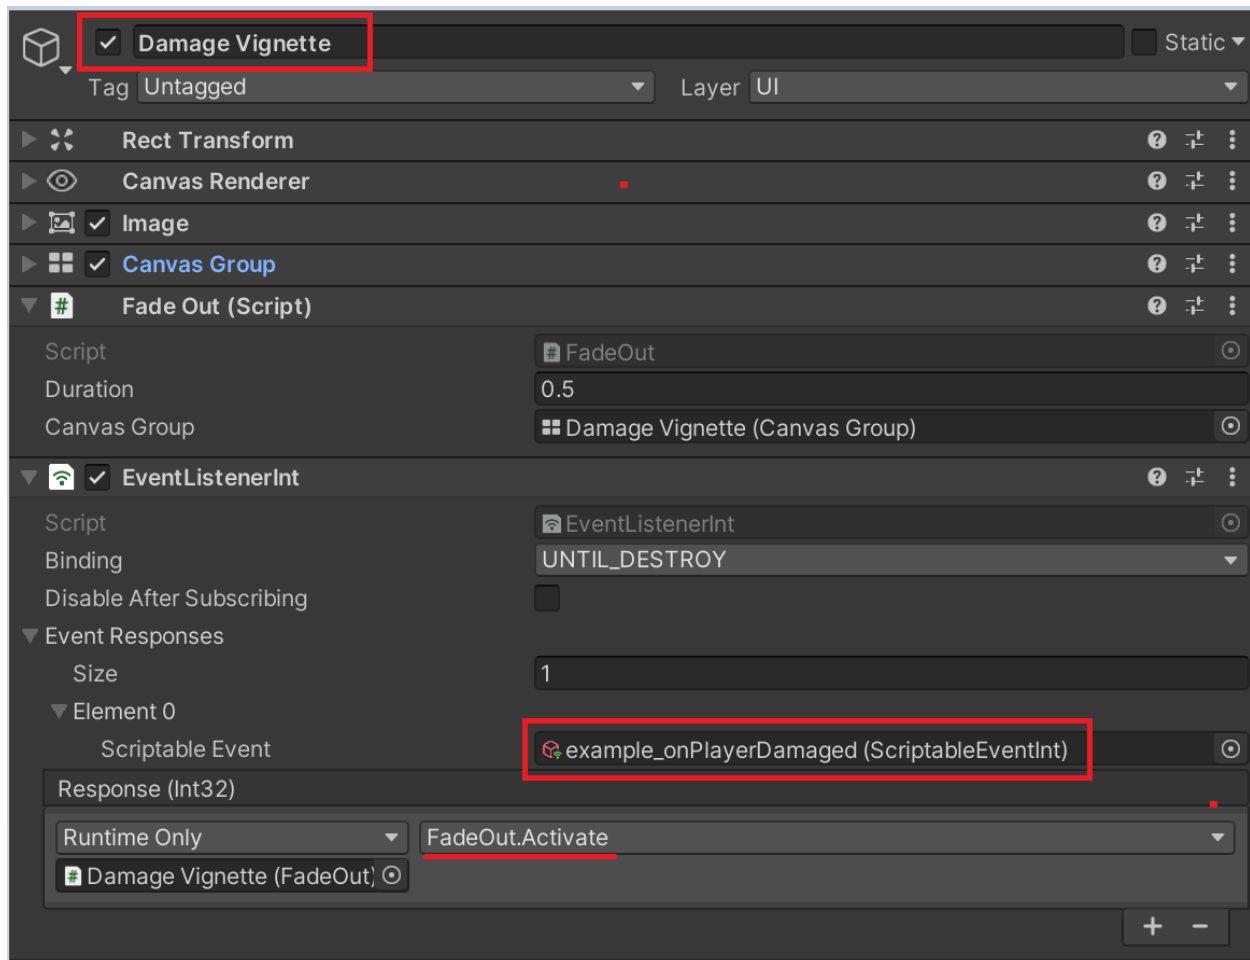 Damage Vignette
Static
Tag Untagged Layer UI
Rect Transform
Canvas Renderer
Image
Canvas Group
# Fade Out (Script)
Script # FadeOut
Duration 0.5
Canvas Group Damage Vignette (Canvas Group)
EventListenerInt
Script EventListenerInt
Binding UNTIL_DESTROY
Disable After Subscribing
Event Responses
Size 1
Element 0
Scriptable Event example_onPlayerDamaged (ScriptableEventInt)
Response (Int32)
Runtime Only FadeOut.Activate
# Damage Vignette (FadeOut)
+ −